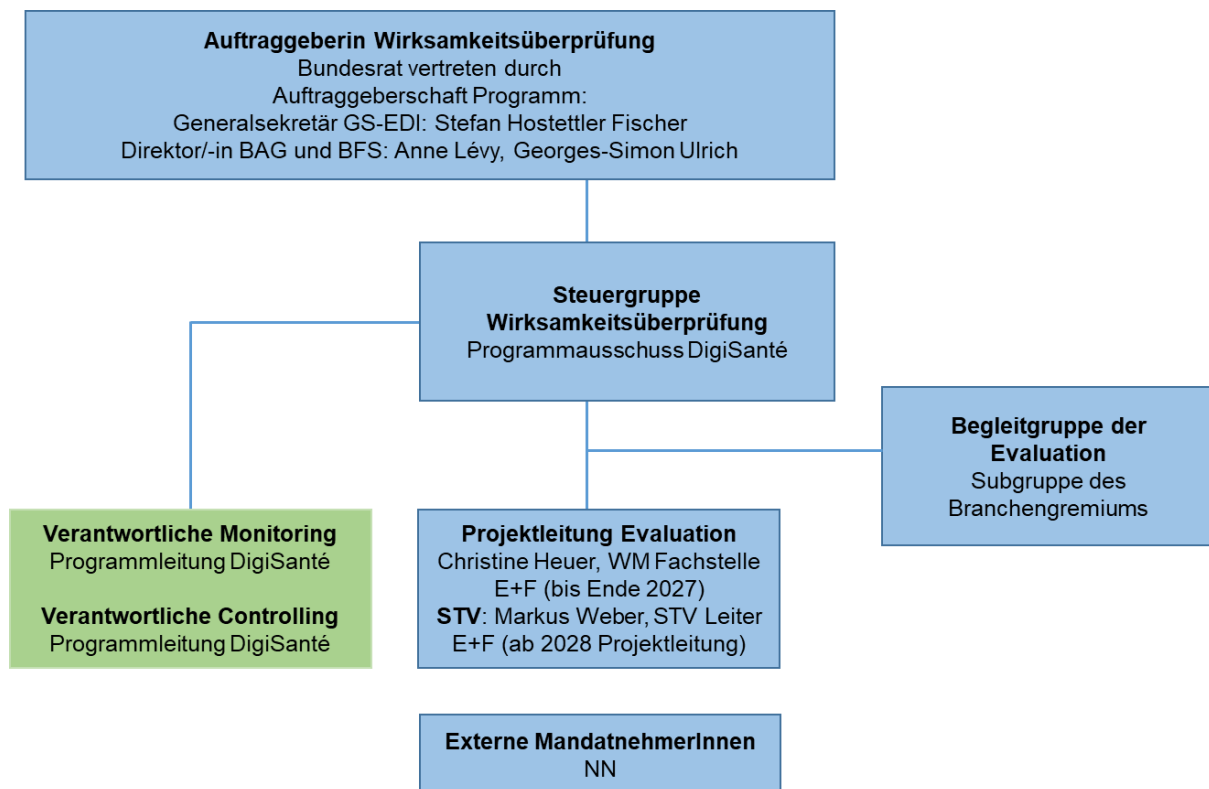 Auftraggeberin Wirksamkeitsüberprüfung
Bundesrat vertreten durch
Auftraggeberschaft Programm:
Generalsekretär GS-EDI: Stefan Hostettler Fischer
Direktor/-in BAG und BFS: Anne Lévy, Georges-Simon Ulrich
Steuergruppe
Wirksamkeitsüberprüfung
Programmausschuss DigiSanté
Begleitgruppe der
Evaluation
Subgruppe des
Branchengremiums
Verantwortliche Monitoring
Programmleitung DigiSanté
Verantwortliche Controlling
Programmleitung DigiSanté
Projektleitung Evaluation
Christine Heuer, WM Fachstelle
E+F (bis Ende 2027)
STV: Markus Weber, STV Leiter
E+F (ab 2028 Projektleitung)
Externe MandatnehmerInnen
NN